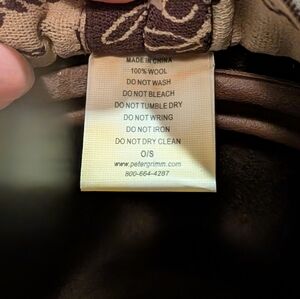 MADE IN CHINA
100% WOOL
DO NOT WASH
DO NOT BLEACH
DO NOT TUMBLE DRY
DO NOT WRING
DO NOT IRON
DO NOT DRY CLEAN
O/S
www.petergrimm.com
800-664-4287